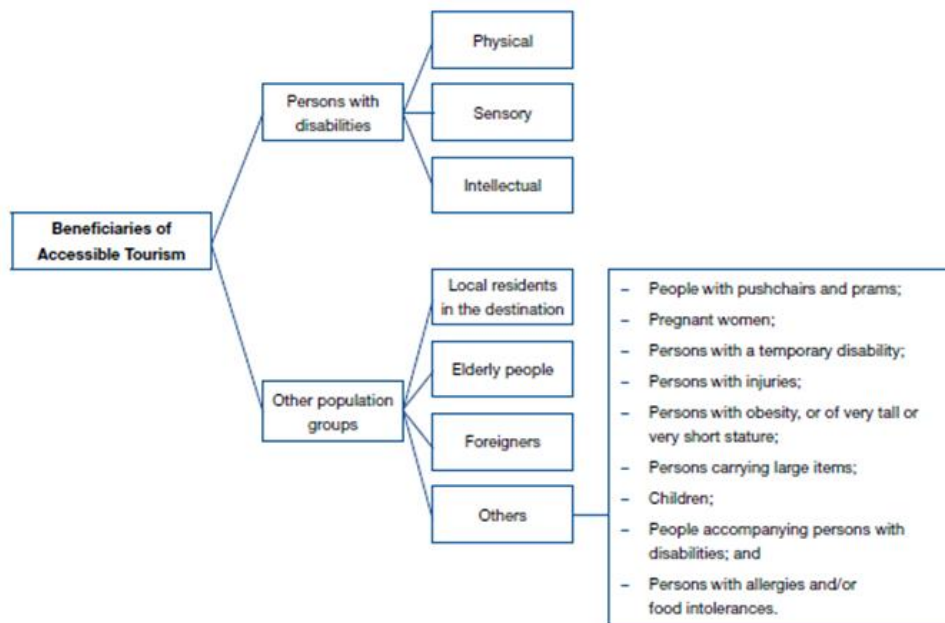 Physical
Persons with
disabilities
Sensory
Intellectual
Beneficiaries of
Accessible Tourism
Local residents
in the destination
Elderly people
Other population
groups
Foreigners
Others
– People with pushchairs and prams;
– Pregnant women;
– Persons with a temporary disability;
– Persons with injuries;
– Persons with obesity, or of very tall or
very short stature;
– Persons carrying large items;
– Children;
– People accompanying persons with
disabilities; and
– Persons with allergies and/or
food intolerances.